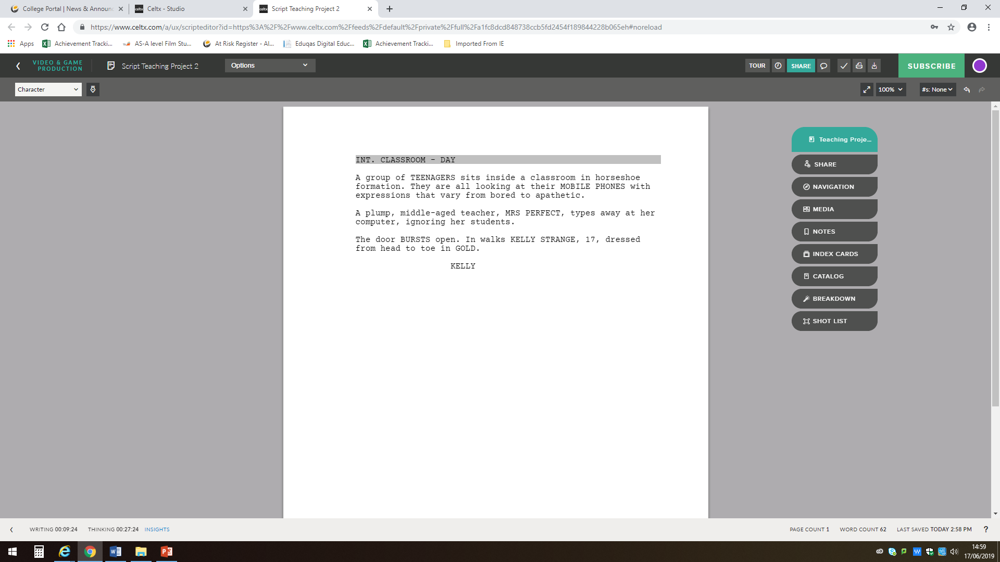 College Portal | News & Announ
Celtx - Studio
Script Teaching Project 2
https://www.celtx.com/a/ux/scripteditor?id=https%3A%2F%2Fwww.celtx.com%2Ffeeds%2Fdefault%2Fprivate%2Ffull%2Fa1fc8dcd848738ccb5fd2454f189844228b065eh#noreload
Apps
Achievement Tracki...
AS-A level Film Stu...
At Risk Register - Al...
Eduqas Digital Educ...
Achievement Tracki...
Imported From IE
VIDEO & GAME
PRODUCTION
Script Teaching Project 2
Options
TOUR
SHARE
SUBSCRIBE
Character
100%
#s: None
INT. CLASSROOM - DAY
A group of TEENAGERS sits inside a classroom in horseshoe
formation. They are all looking at their MOBILE PHONES with
expressions that vary from bored to apathetic.
A plump, middle-aged teacher, MRS PERFECT, types away at her
computer, ignoring her students.
The door BURSTS open. In walks KELLY STRANGE, 17, dressed
from head to toe in GOLD.
KELLY
Teaching Proje...
SHARE
NAVIGATION
MEDIA
NOTES
INDEX CARDS
CATALOG
BREAKDOWN
SHOT LIST
WRITING 00:09:24
THINKING 00:27:24
INSIGHTS
PAGE COUNT 1
WORD COUNT 62
LAST SAVED TODAY 2:58 PM
?
14:59
17/06/2019